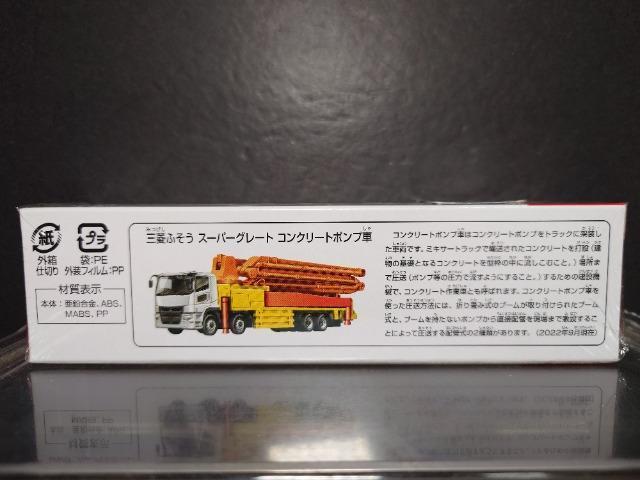 紙
プラ
外箱
仕切り
袋:PE
外装フィルム:PP
材質表示
本体:亜鉛合金、ABS、
MABS、PP
三菱ふそう スーパーグレート コンクリートポンプ車
コンクリートポンプ車はコンクリートポンプをトラックに架装し
た車両です。ミキサートラックで輸送されたコンクリートを打設(建
物の基礎となるコンクリートを型枠の中に流しこむこと。)場所ま
で圧送(ポンプ等の圧力で流すようにすること。)するための建設機
械で、コンクリート作業車とも呼ばれます。コンクリートポンプ車を
使った圧送方法には、折り畳み式のブームが取り付けられたブーム
式と、ブームを持たないポンプから直接配管を現場まで敷設するこ
とによって圧送する配管式の2種類があります。(2022年9月現在)